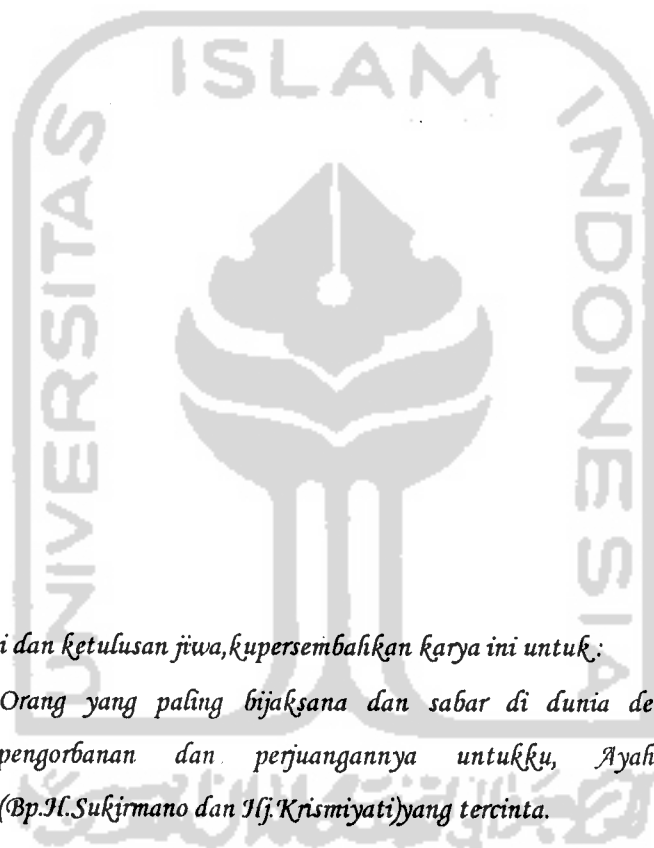 ISLAM
UNIVERSITAS
INDONESIA
i dan ketulusan jiwa,kupersembahkan karya ini untuk :
Orang yang paling bijaksana dan sabar di dunia de
pengorbanan dan perjuangannya untukku, Ayah
(Bp.H.Sukirmano dan Hj.Krismiyati)yang tercinta.